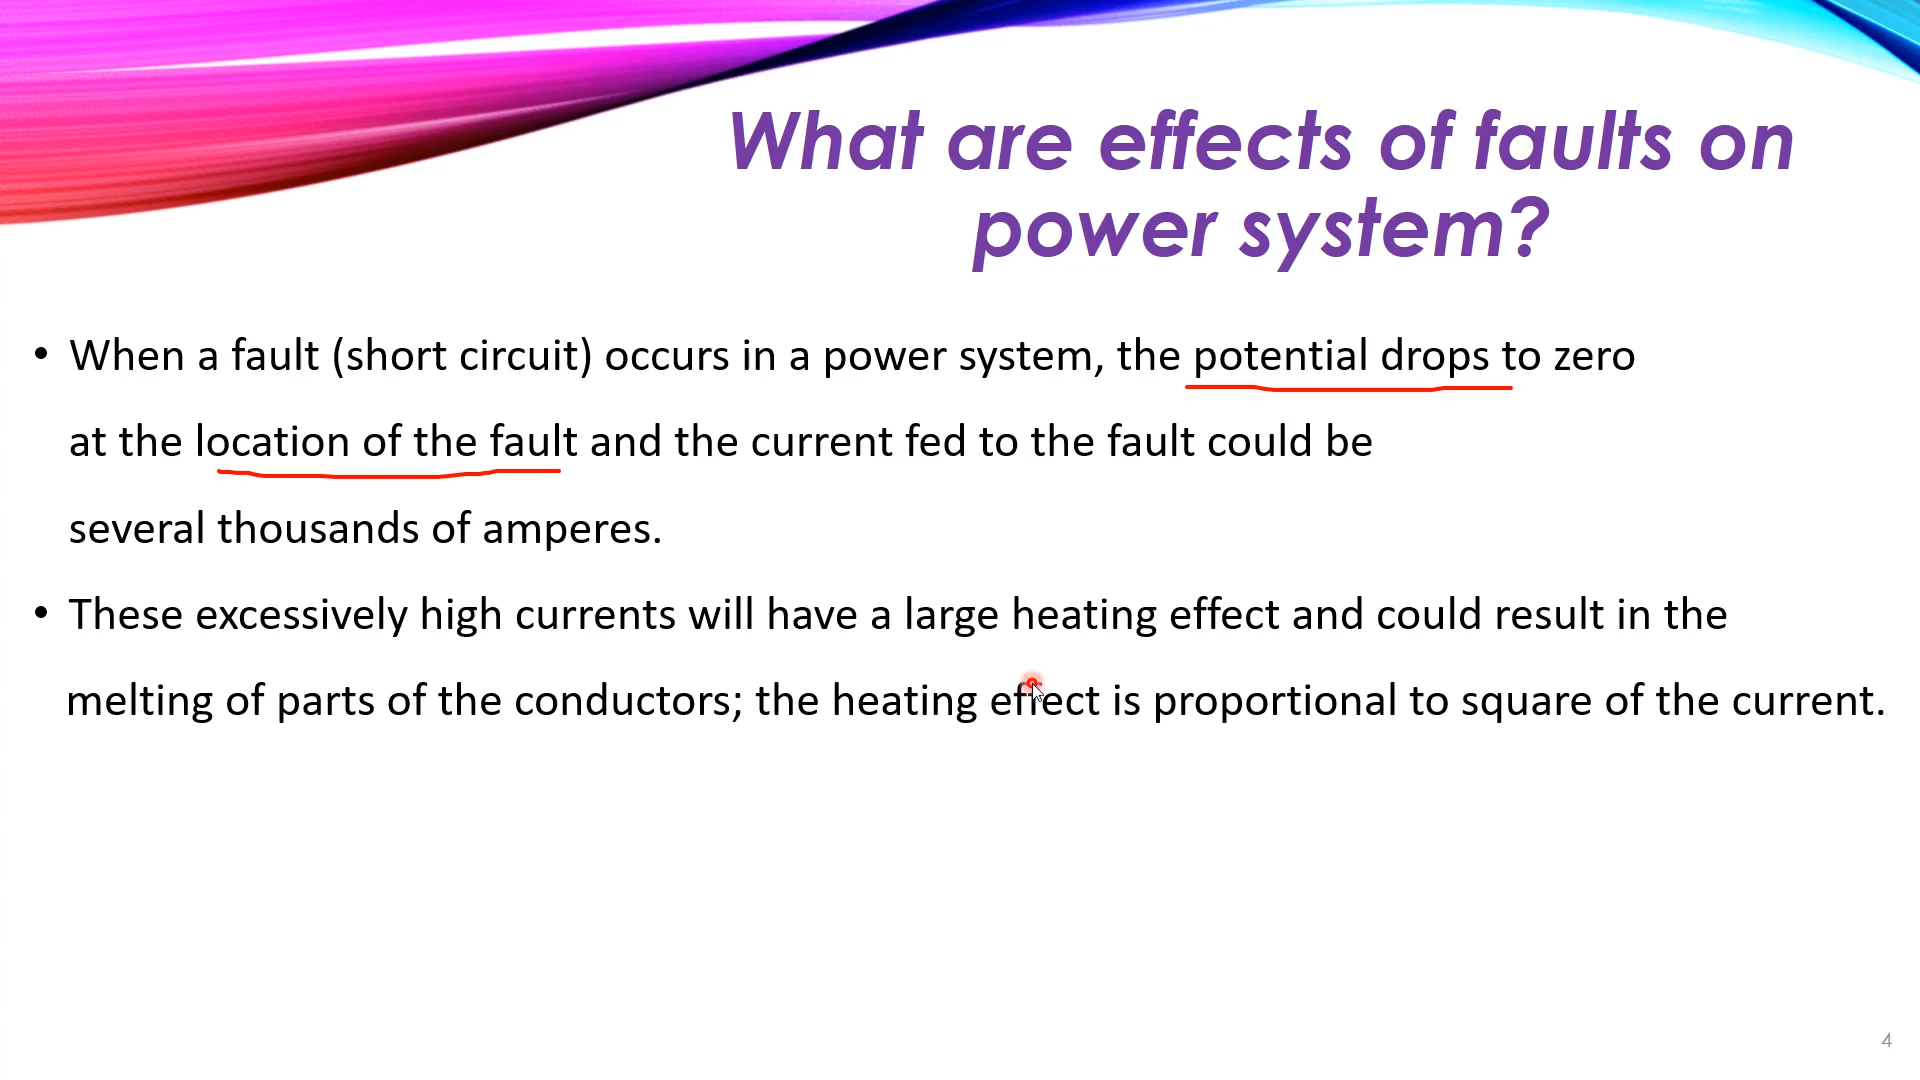 What are effects of faults on
power system?
• When a fault (short circuit) occurs in a power system, the potential drops to zero
at the location of the fault and the current fed to the fault could be
several thousands of amperes.
• These excessively high currents will have a large heating effect and could result in the
melting of parts of the conductors; the heating effect is proportional to square of the current.
4